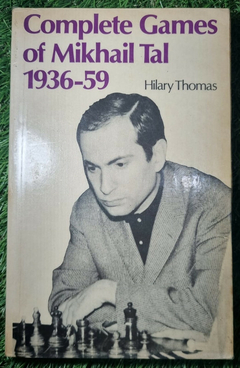 Complete Games
of Mikhail Tal
1936-59
Hilary Thomas